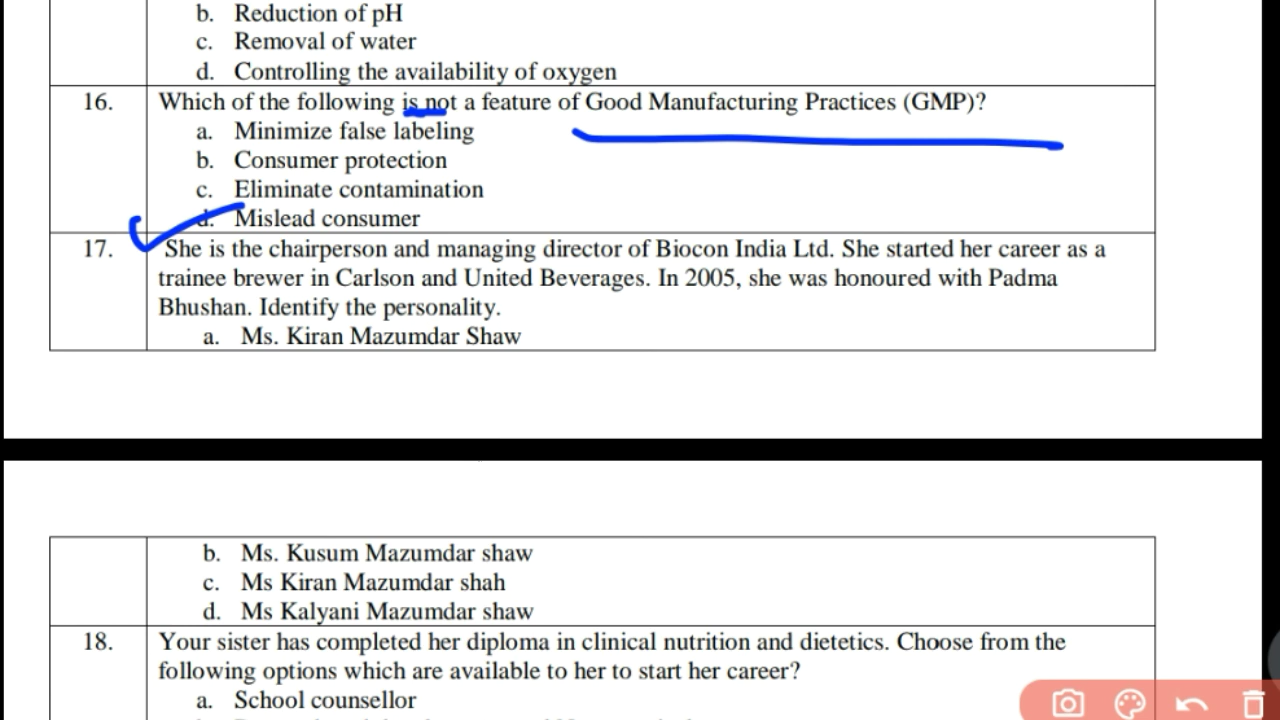 b. Reduction of pH
c. Removal of water
d. Controlling the availability of oxygen
16. Which of the following is not a feature of Good Manufacturing Practices (GMP)?
a. Minimize false labeling
b. Consumer protection
c. Eliminate contamination
d. Mislead consumer
17. She is the chairperson and managing director of Biocon India Ltd. She started her career as a
trainee brewer in Carlson and United Beverages. In 2005, she was honoured with Padma
Bhushan. Identify the personality.
a. Ms. Kiran Mazumdar Shaw
b. Ms. Kusum Mazumdar shaw
c. Ms Kiran Mazumdar shah
d. Ms Kalyani Mazumdar shaw
18. Your sister has completed her diploma in clinical nutrition and dietetics. Choose from the
following options which are available to her to start her career?
a. School counsellor